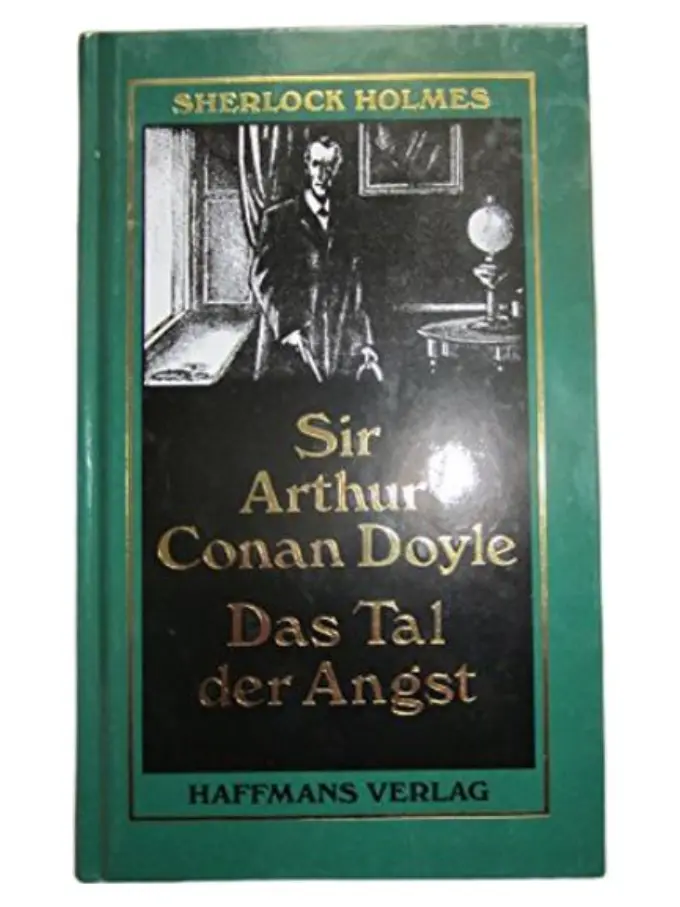 SHERLOCK HOLMES
Sir
Arthur
Conan Doyle
Das Tal
der Angst
HAFFMANS VERLAG